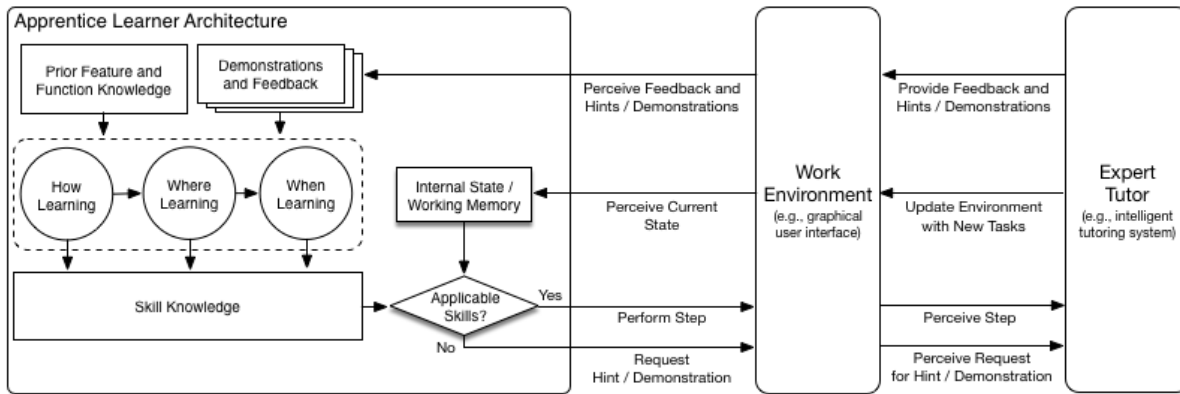 Apprentice Learner Architecture
Prior Feature and
Function Knowledge
Demonstrations
and Feedback
How
Learning
Where
Learning
When
Learning
Skill Knowledge
Internal State /
Working Memory
Applicable
Skills?
Yes
No
Perceive Feedback and
Hints / Demonstrations
Perceive Current
State
Perform Step
Request
Hint / Demonstration
Work
Environment
(e.g., graphical
user interface)
Provide Feedback and
Hints / Demonstrations
Update Environment
with New Tasks
Perceive Step
Perceive Request
for Hint / Demonstration
Expert
Tutor
(e.g., intelligent
tutoring system)